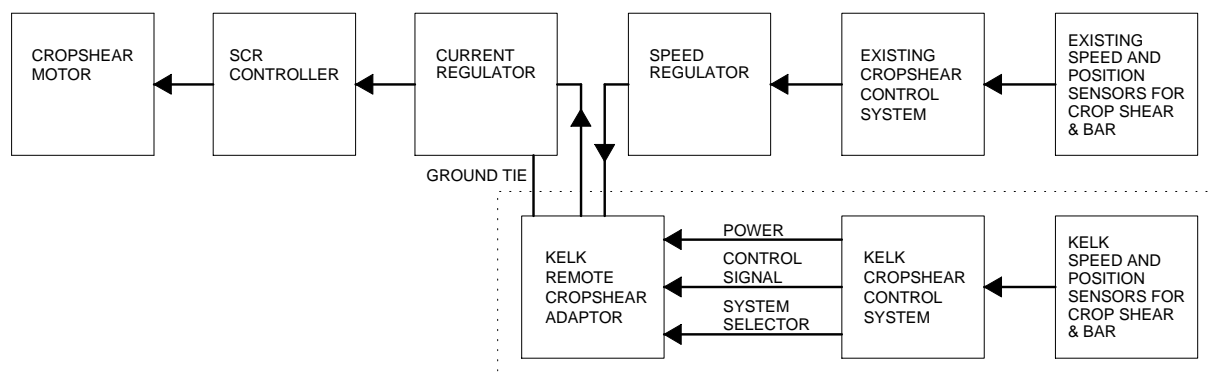 CROPSHEAR
MOTOR
SCR
CONTROLLER
CURRENT
REGULATOR
SPEED
REGULATOR
EXISTING
CROPSHEAR
CONTROL
SYSTEM
EXISTING
SPEED AND
POSITION
SENSORS FOR
CROP SHEAR
& BAR
GROUND TIE
KELK
REMOTE
CROPSHEAR
ADAPTOR
POWER
CONTROL
SIGNAL
SYSTEM
SELECTOR
KELK
CROPSHEAR
CONTROL
SYSTEM
KELK
SPEED AND
POSITION
SENSORS FOR
CROP SHEAR
& BAR